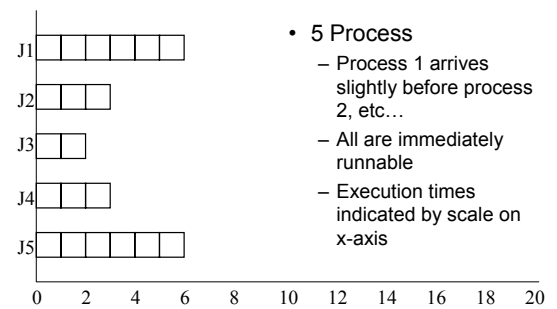 J1
J2
J3
J4
J5
0 2 4 6 8 10 12 14 16 18 20
• 5 Process
– Process 1 arrives
slightly before process
2, etc…
– All are immediately
runnable
– Execution times
indicated by scale on
x-axis